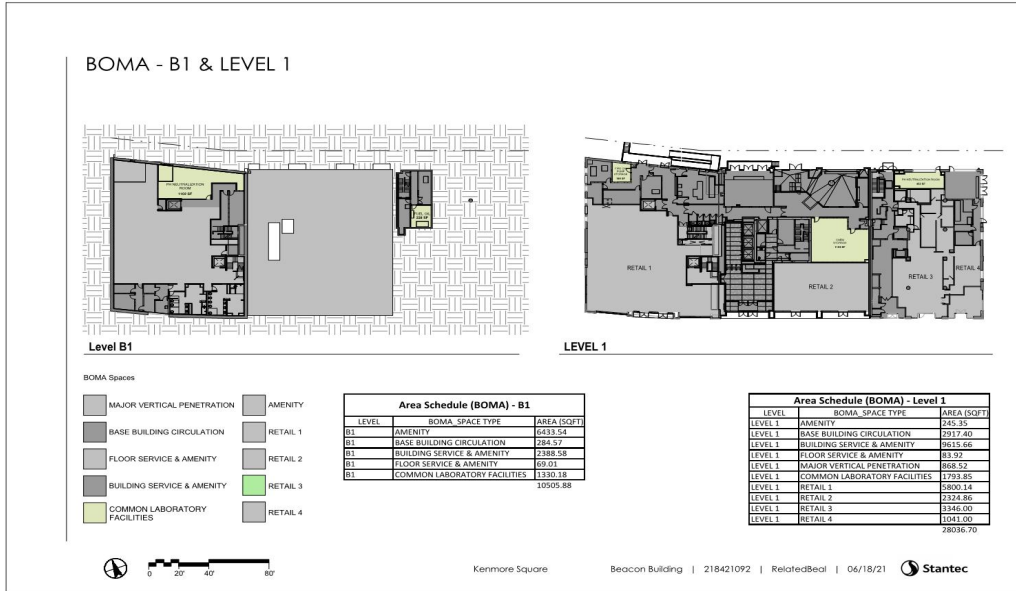 BOMA - B1 & LEVEL 1
PH NEUTRALIZATION
ROOM
FUEL OIL
RETAIL 1
RETAIL 2
RETAIL 3
RETAIL 4
Level B1
LEVEL 1
BOMA Spaces
MAJOR VERTICAL PENETRATION
AMENITY
BASE BUILDING CIRCULATION
RETAIL 1
FLOOR SERVICE & AMENITY
RETAIL 2
BUILDING SERVICE & AMENITY
RETAIL 3
COMMON LABORATORY
FACILITIES
RETAIL 4
Area Schedule (BOMA) - B1
LEVEL BOMA_SPACE TYPE AREA (SQFT)
B1 AMENITY 6433.54
B1 BASE BUILDING CIRCULATION 284.57
B1 BUILDING SERVICE & AMENITY 2388.58
B1 FLOOR SERVICE & AMENITY 69.01
B1 COMMON LABORATORY FACILITIES 1330.18
10505.88
Area Schedule (BOMA) - Level 1
LEVEL BOMA_SPACE TYPE AREA (SQFT)
LEVEL 1 AMENITY 245.35
LEVEL 1 BASE BUILDING CIRCULATION 2917.40
LEVEL 1 BUILDING SERVICE & AMENITY 9615.66
LEVEL 1 FLOOR SERVICE & AMENITY 83.92
LEVEL 1 MAJOR VERTICAL PENETRATION 868.52
LEVEL 1 COMMON LABORATORY FACILITIES 1793.85
LEVEL 1 RETAIL 1 5800.14
LEVEL 1 RETAIL 2 2324.86
LEVEL 1 RETAIL 3 3346.00
LEVEL 1 RETAIL 4 1041.00
28036.70
0 20' 40' 80'
Kenmore Square
Beacon Building | 218421092 | RelatedBeal | 06/18/21
Stantec